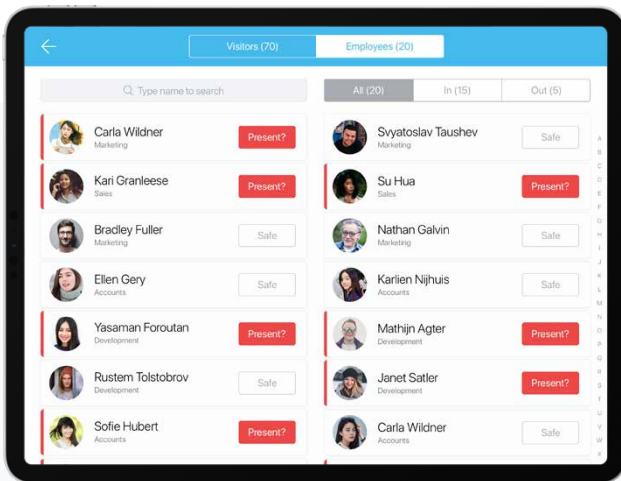 Visitors (70)
Employees (20)
Type name to search
All (20)
In (15)
Out (5)
Carla Wildner
Marketing
Present?
Svyatoslav Taushev
Marketing
Safe
Kari Granleese
Sales
Present?
Su Hua
Sales
Present?
Bradley Fuller
Marketing
Safe
Nathan Galvin
Marketing
Safe
Ellen Gery
Accounts
Safe
Karlien Nijhuis
Accounts
Safe
Yasaman Foroutan
Development
Present?
Mathijn Agter
Development
Present?
Rustem Tolstobrov
Development
Safe
Janet Satler
Development
Present?
Sofie Hubert
Accounts
Present?
Carla Wildner
Accounts
Safe
A
B
C
D
E
F